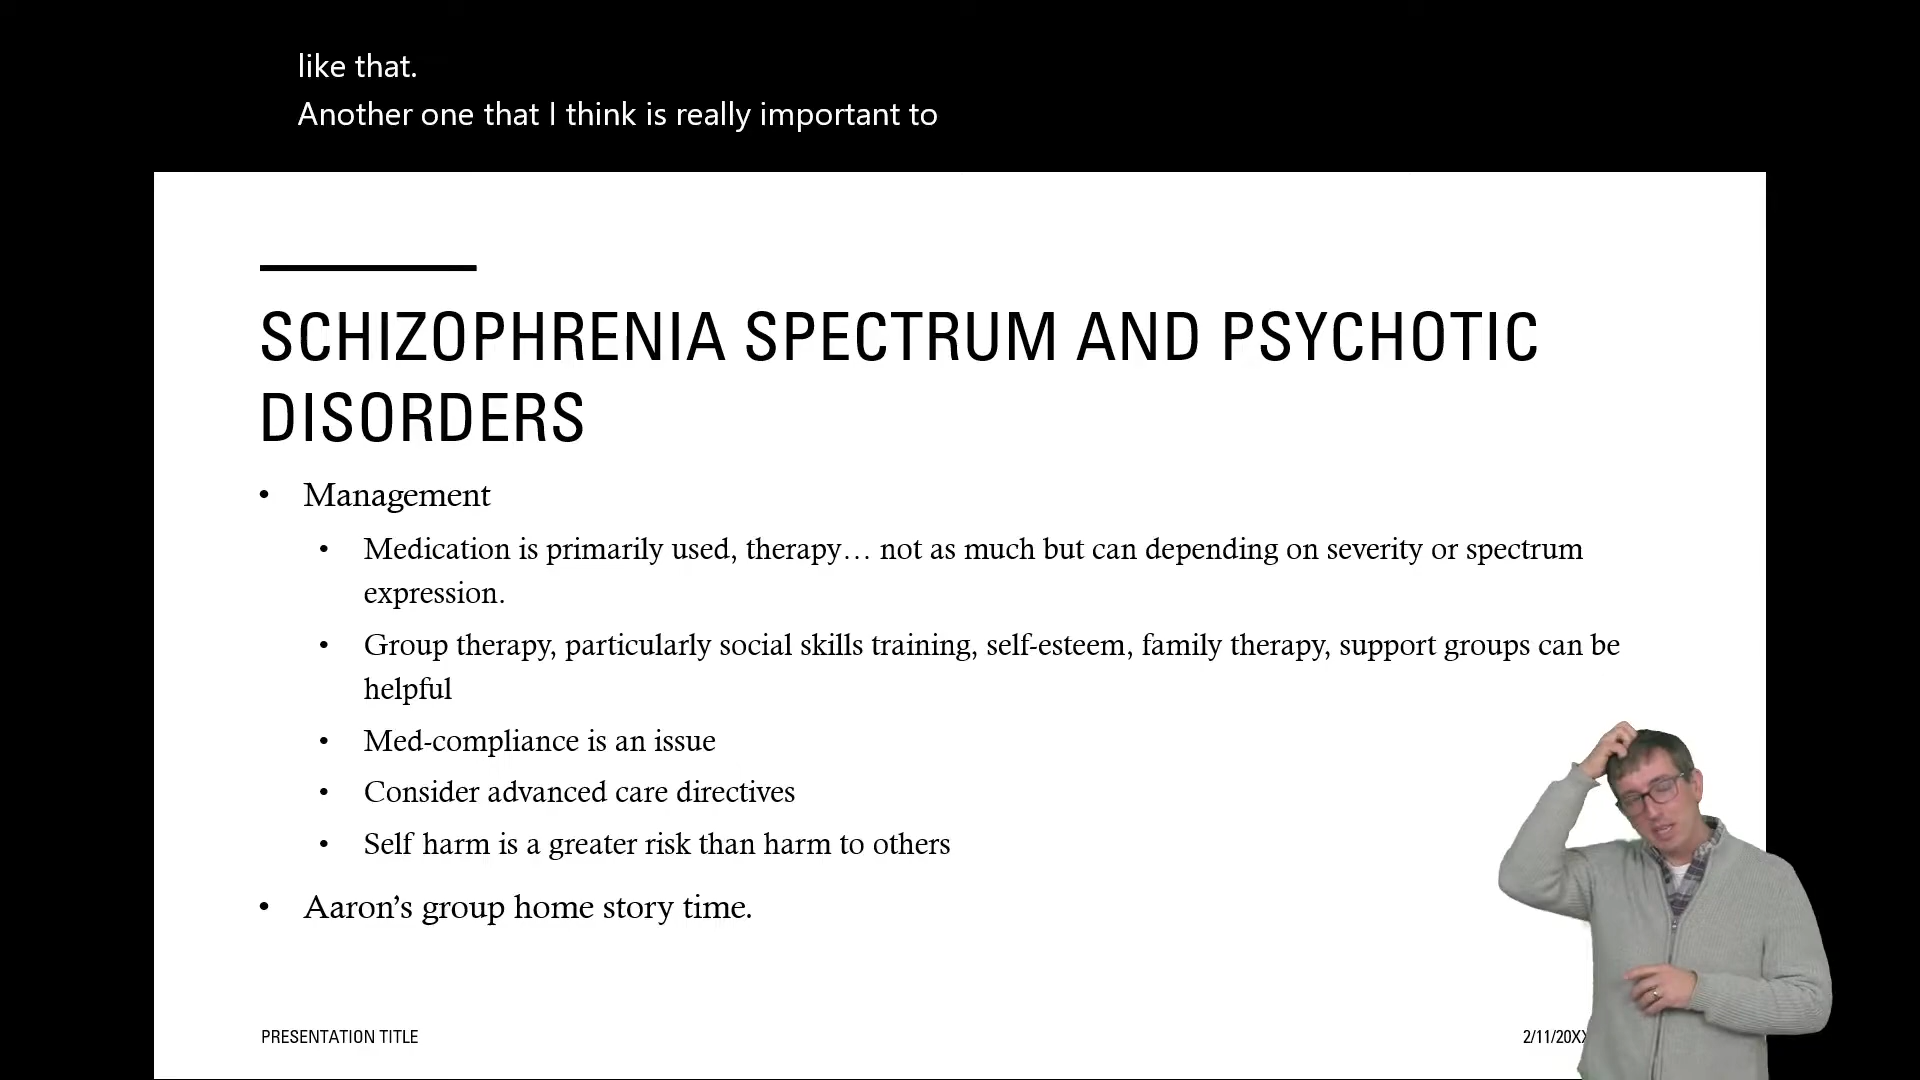 like that.
Another one that I think is really important to
SCHIZOPHRENIA SPECTRUM AND PSYCHOTIC
DISORDERS
• Management
• Medication is primarily used, therapy… not as much but can depending on severity or spectrum
expression.
• Group therapy, particularly social skills training, self-esteem, family therapy, support groups can be
helpful
• Med-compliance is an issue
• Consider advanced care directives
• Self harm is a greater risk than harm to others
• Aaron’s group home story time.
PRESENTATION TITLE
2/11/20XX